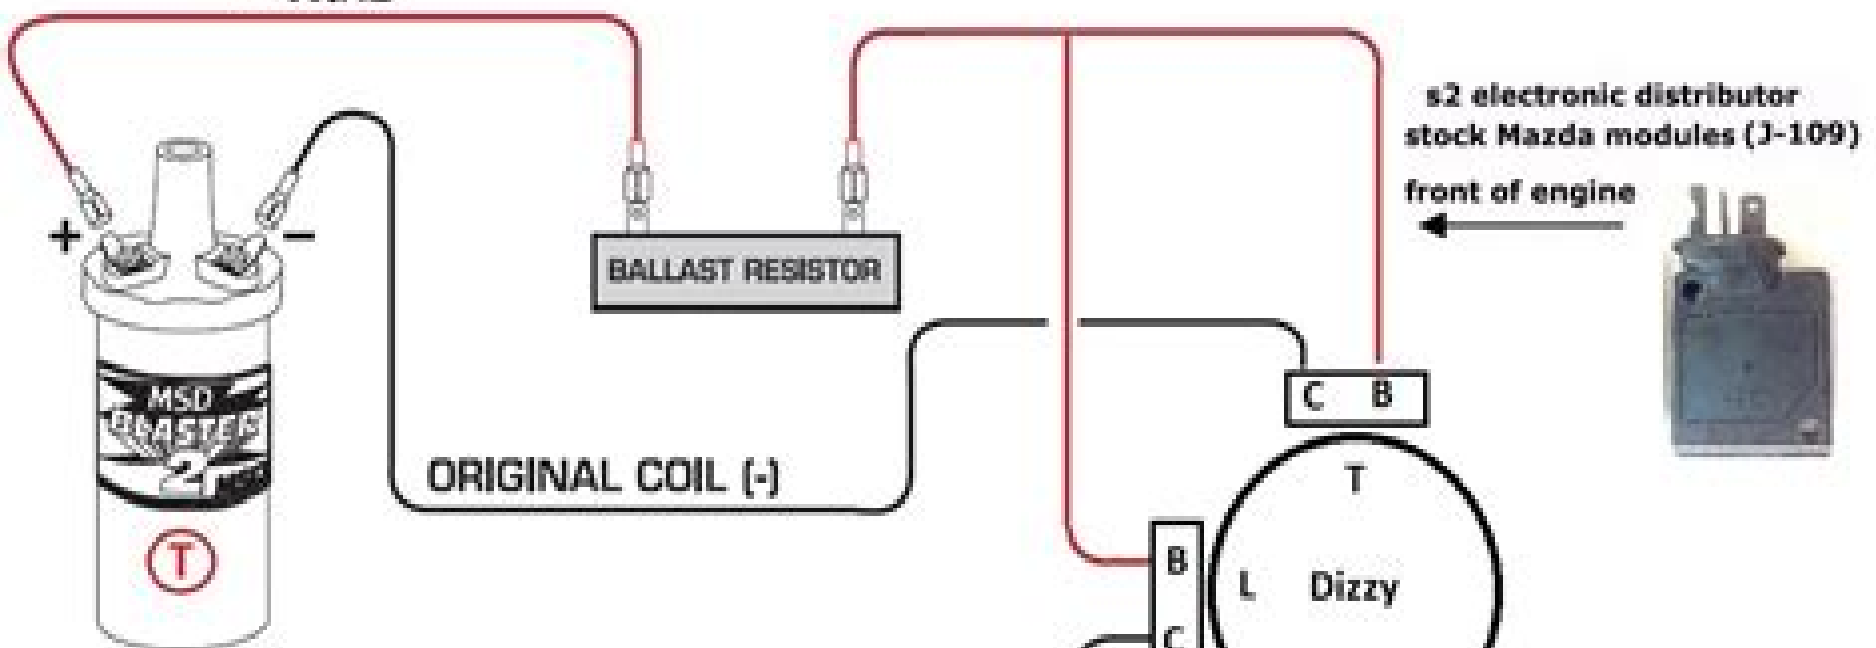 s2 electronic distributor
stock Mazda modules (J-109)
front of engine
+
−
BALLAST RESISTOR
C B
MSD
BLASTER
2
ORIGINAL COIL (-)
T
T
B
L Dizzy
C